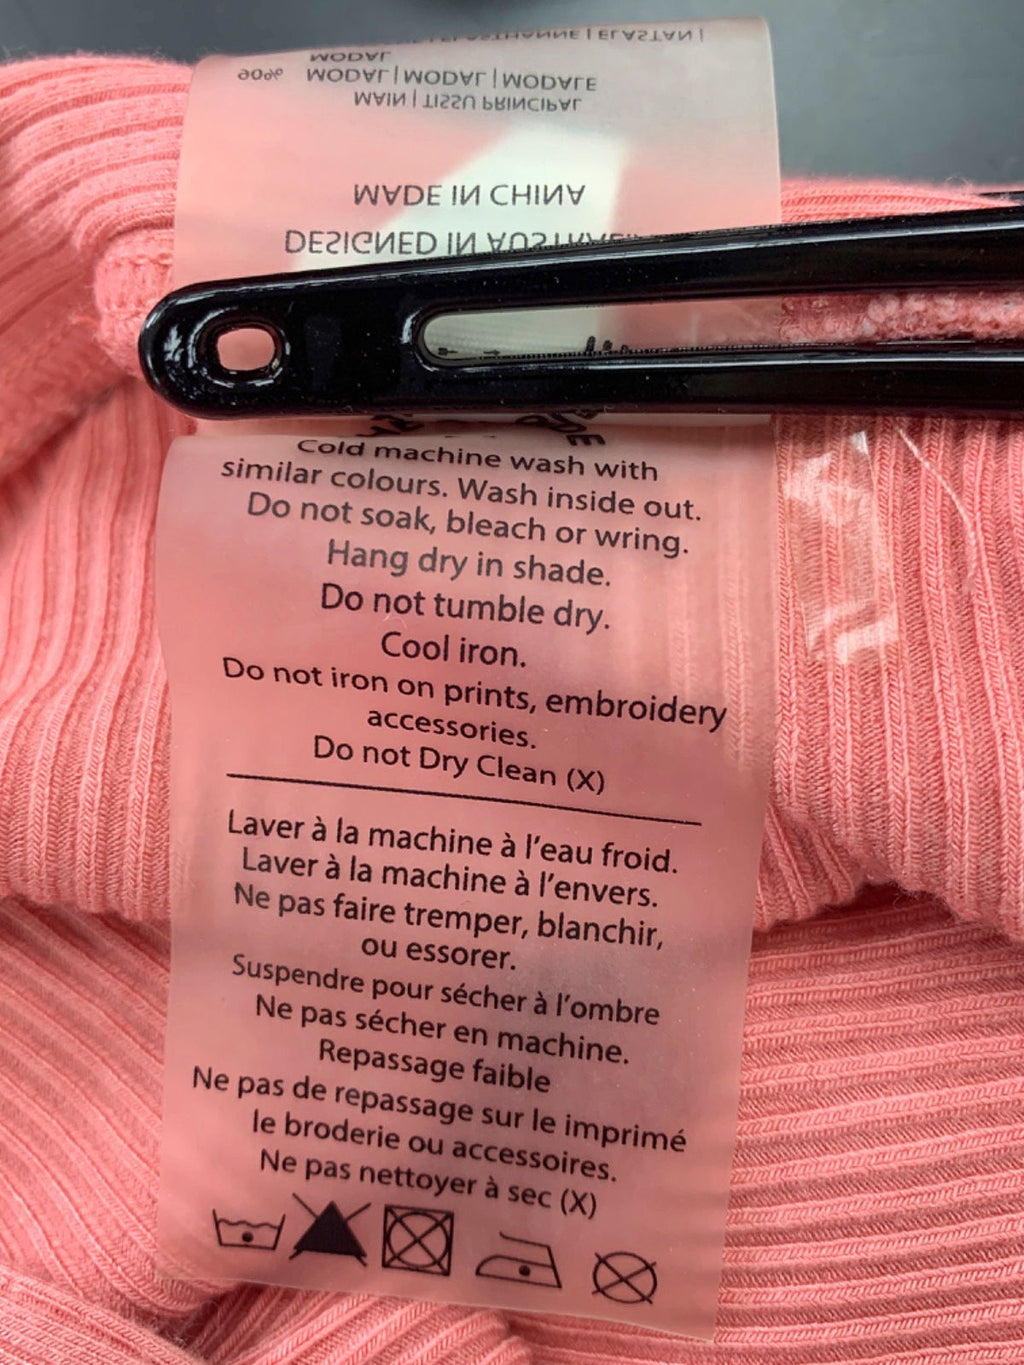 DESIGNED IN
MADE IN CHINA
MAIN | TISSU PRINCIPAL
90% MODAL | MODAL | MODALE
MODAL
ELASTHANNE | ELASTAN |
Cold machine wash with
similar colours. Wash inside out.
Do not soak, bleach or wring.
Hang dry in shade.
Do not tumble dry.
Cool iron.
Do not iron on prints, embroidery
accessories.
Do not Dry Clean (X)
Laver à la machine à l'eau froid.
Laver à la machine à l'envers.
Ne pas faire tremper, blanchir,
ou essorer.
Suspendre pour sécher à l'ombre
Ne pas sécher en machine.
Repassage faible
Ne pas de repassage sur le imprimé
le broderie ou accessoires.
Ne pas nettoyer à sec (X)